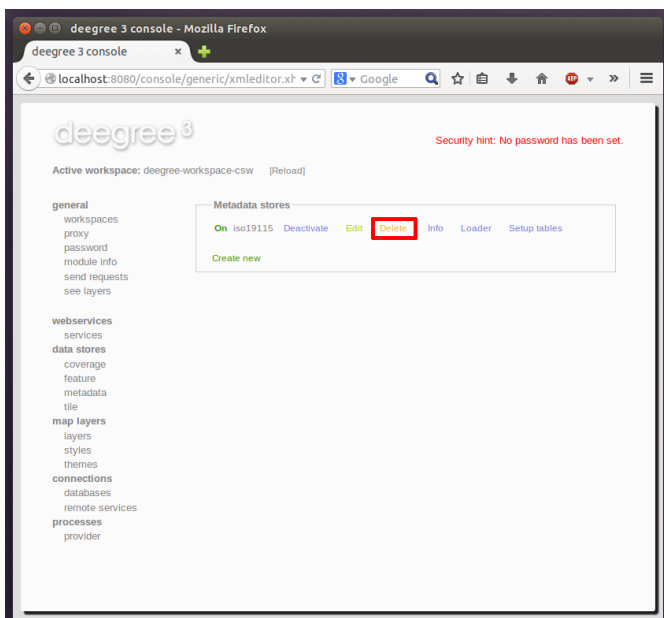 deegree 3 console - Mozilla Firefox
deegree 3 console
localhost:8080/console/generic/xmleditor.xh Google
deegree 3
Security hint: No password has been set.
Active workspace: deegree-workspace-csw [Reload]
general
workspaces
proxy
password
module info
send requests
see layers
webservices
services
data stores
coverage
feature
metadata
tile
map layers
layers
styles
themes
connections
databases
remote services
processes
provider
Metadata stores
On iso19115 Deactivate Edit Delete Info Loader Setup tables
Create new